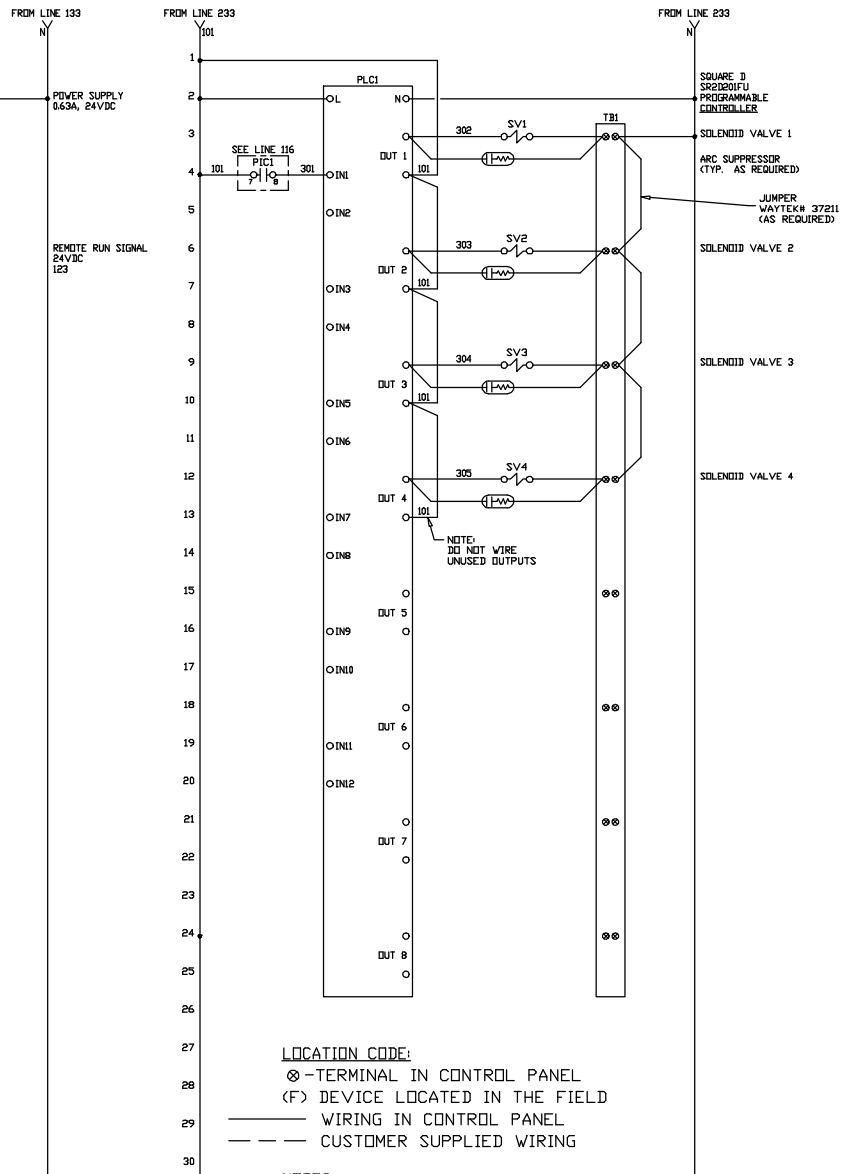 FROM LINE 133
FROM LINE 233
FROM LINE 233
N
101
N
1
PLC1
SQUARE D
SR2D201FU
PROGRAMMABLE
CONTROLLER
POWER SUPPLY
0.63A, 24VDC
2
L
N
TB1
3
302
SV1
SOLENOID VALVE 1
SEE LINE 116
OUT 1
ARC SUPPRESSOR
(TYP. AS REQUIRED)
PIC1
4
101
7
8
301
IN1
101
JUMPER
WAYTEK# 37211
(AS REQUIRED)
5
IN2
REMOTE RUN SIGNAL
24VDC
123
6
303
SV2
SOLENOID VALVE 2
OUT 2
7
IN3
101
8
IN4
9
304
SV3
SOLENOID VALVE 3
OUT 3
10
IN5
101
11
IN6
12
305
SV4
SOLENOID VALVE 4
OUT 4
13
IN7
101
NOTE:
DO NOT WIRE
UNUSED OUTPUTS
14
IN8
15
OUT 5
16
IN9
17
IN10
18
OUT 6
19
IN11
20
IN12
21
OUT 7
22
23
24
OUT 8
25
26
27
LOCATION CODE:
-TERMINAL IN CONTROL PANEL
28
(F) DEVICE LOCATED IN THE FIELD
29
WIRING IN CONTROL PANEL
CUSTOMER SUPPLIED WIRING
30